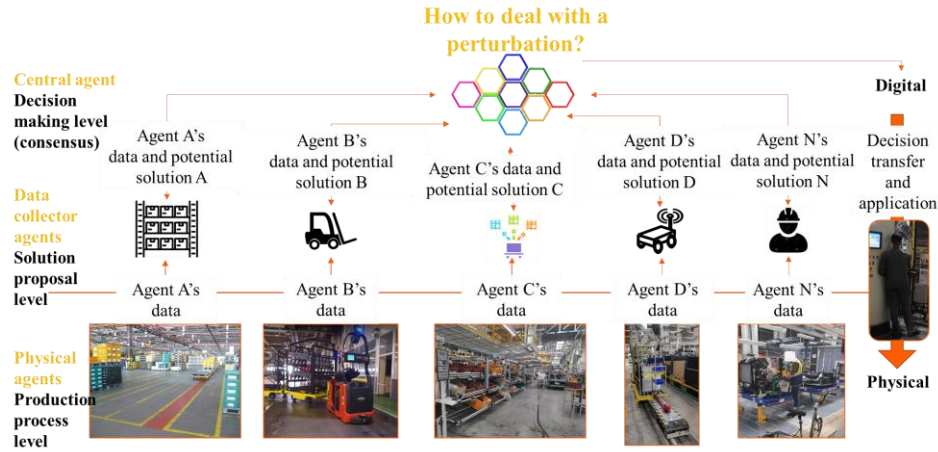 How to deal with a
perturbation?
Central agent
Decision
making level
(consensus)
Digital
Agent A's
data and potential
solution A
Agent B's
data and potential
solution B
Agent C's data and
potential solution C
Agent D's
data and potential
solution D
Agent N's
data and potential
solution N
Decision
transfer
and
application
Data
collector
agents
Solution
proposal
level
Agent A's
data
Agent B's
data
Agent C's
data
Agent D's
data
Agent N's
data
Physical
agents
Production
process
level
Physical